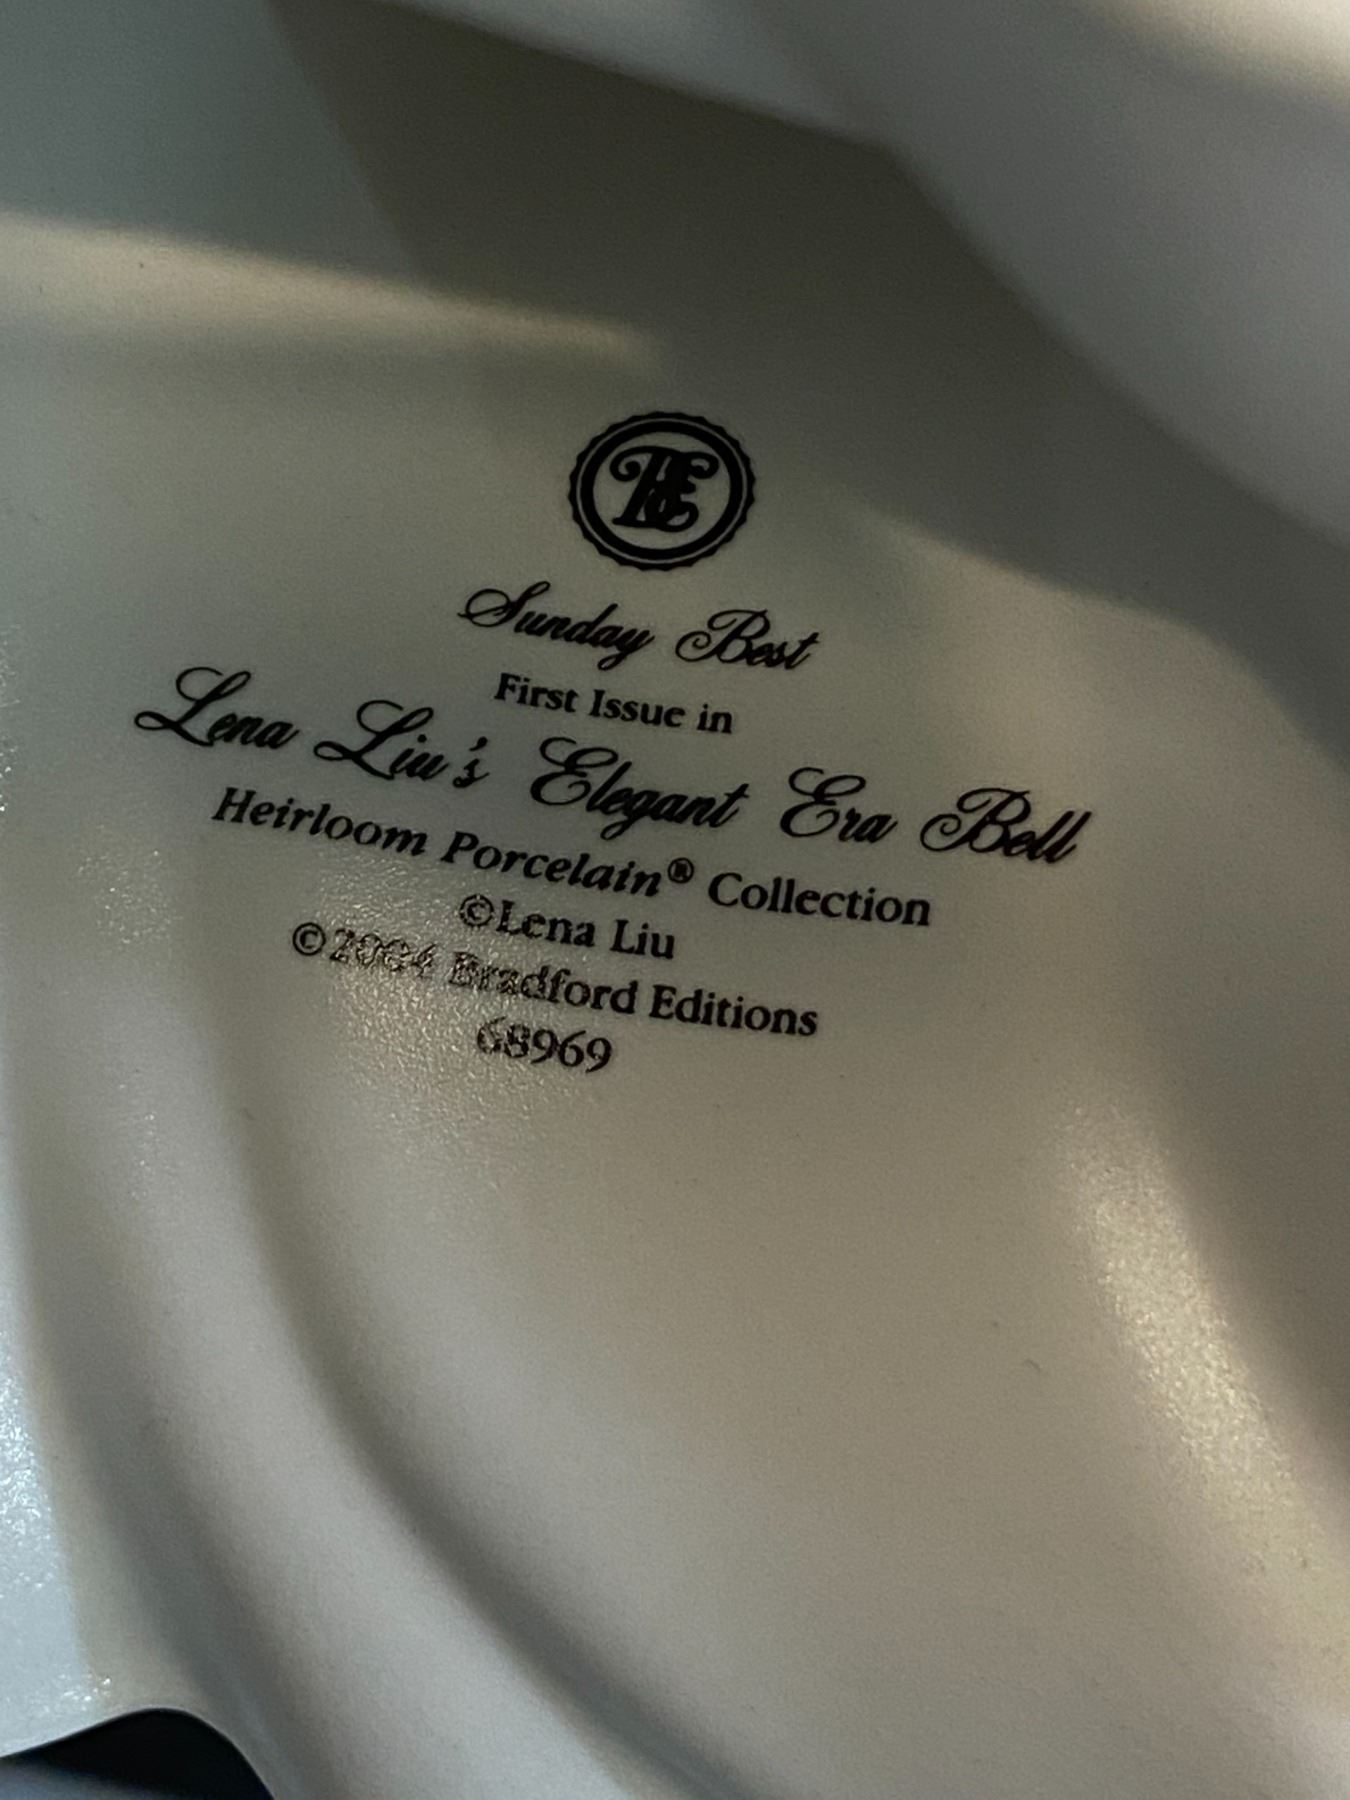 BE
Sunday Best
First Issue in
Lena Liu's Elegant Era Bell
Heirloom Porcelain® Collection
©Lena Liu
©2004 Bradford Editions
68969